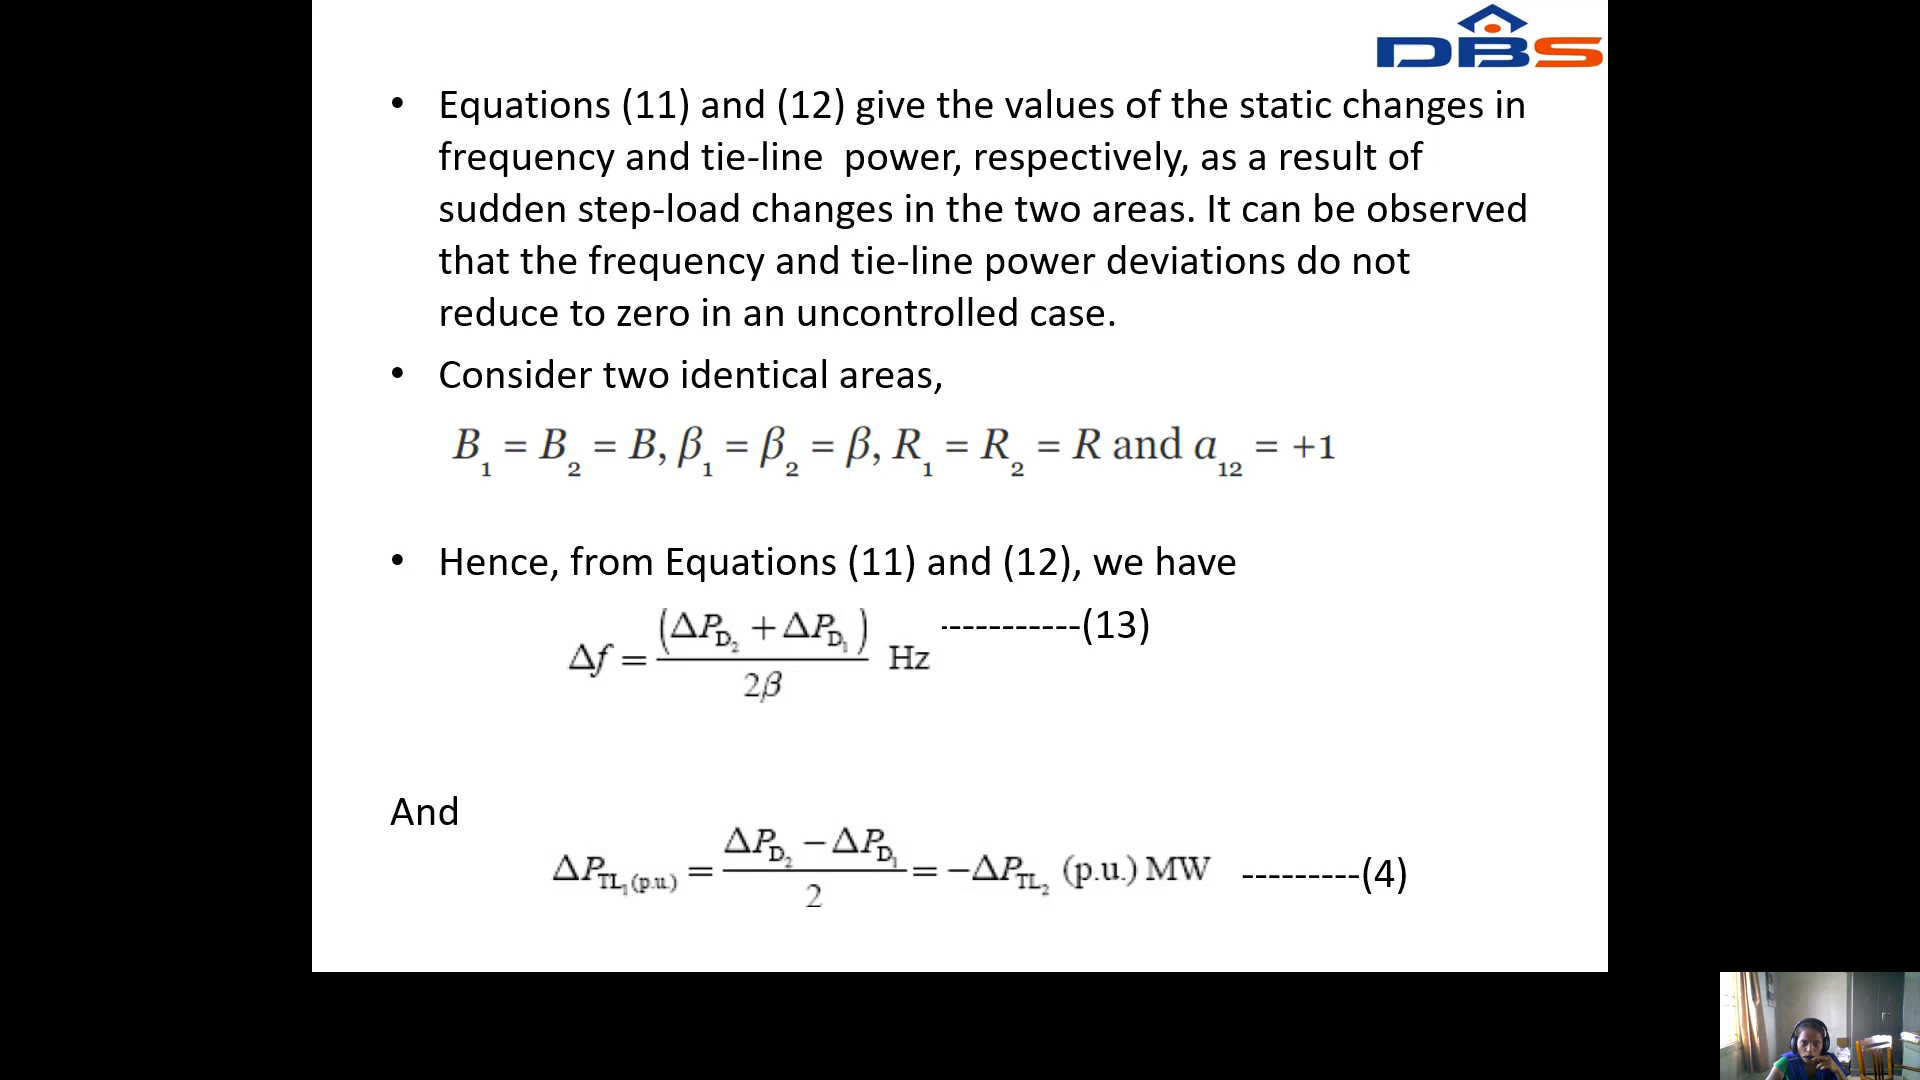 DBS
• Equations (11) and (12) give the values of the static changes in
frequency and tie-line power, respectively, as a result of
sudden step-load changes in the two areas. It can be observed
that the frequency and tie-line power deviations do not
reduce to zero in an uncontrolled case.
• Consider two identical areas,
B₁ = B₂ = B, β₁ = β₂ = β, R₁ = R₂ = R and a₁₂ = +1
• Hence, from Equations (11) and (12), we have
Δf = (ΔP_D₂ + ΔP_D₁) / 2β Hz -----------(13)
And
ΔP_TL₁(p.u.) = (ΔP_D₂ − ΔP_D₁) / 2 = −ΔP_TL₂ (p.u.) MW ---------(4)